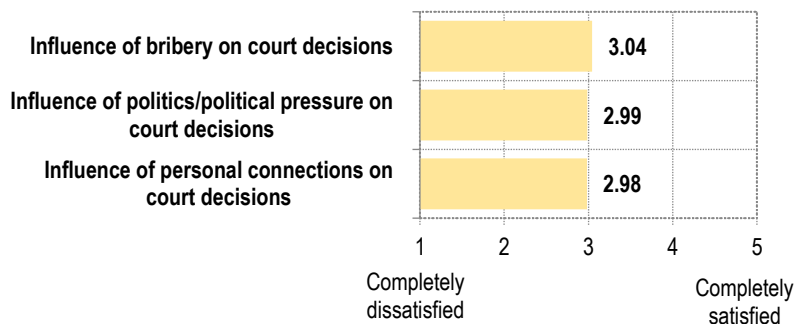 Influence of bribery on court decisions
3.04
Influence of politics/political pressure on
court decisions
2.99
Influence of personal connections on
court decisions
2.98
1 2 3 4 5
Completely
dissatisfied
Completely
satisfied